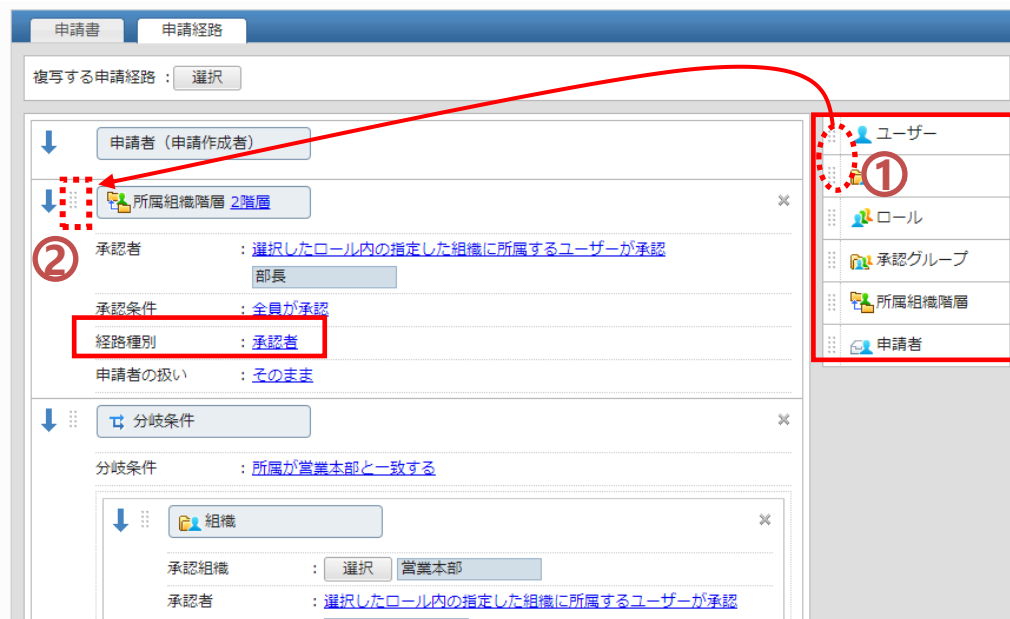 申請書 申請経路
複写する申請経路 : 選択
申請者（申請作成者）
所属組織階層 2階層
承認者 : 選択したロール内の指定した組織に所属するユーザーが承認
部長
承認条件 : 全員が承認
経路種別 : 承認者
申請者の扱い : そのまま
分岐条件
分岐条件 : 所属が営業本部と一致する
組織
承認組織 : 選択 営業本部
承認者 : 選択したロール内の指定した組織に所属するユーザーが承認
②
ユーザー
①
ロール
承認グループ
所属組織階層
申請者